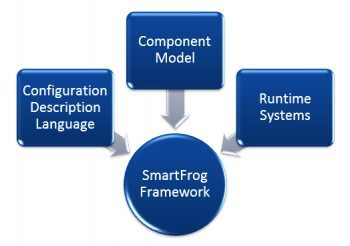 Component
Model
Configuration
Description
Language
Runtime
Systems
SmartFrog
Framework